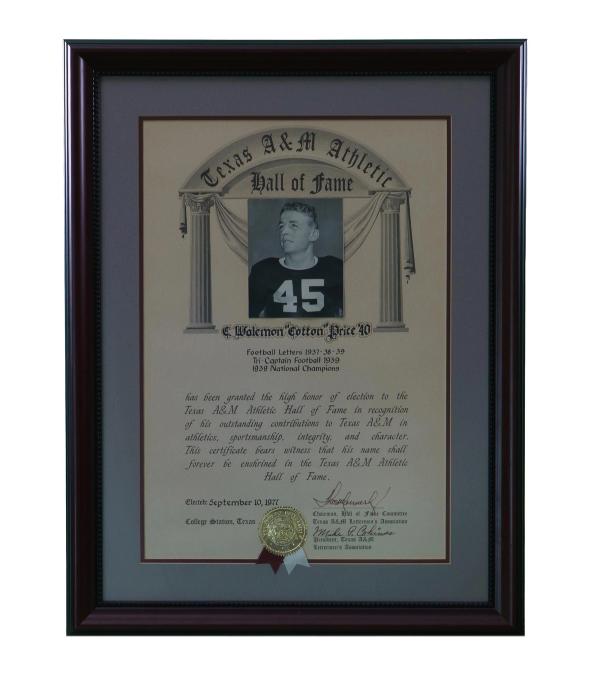 Texas A&M Athletic
Hall of Fame
45
C. Walemon "Cotton" Price '40
Football Letters 1937-38-39
Tri-Captain Football 1939
1939 National Champions
has been granted the high honor of election to the
Texas A&M Athletic Hall of Fame in recognition
of his outstanding contributions to Texas A&M in
athletics, sportsmanship, integrity, and character.
This certificate bears witness that his name shall
forever be enshrined in the Texas A&M Athletic
Hall of Fame.
Elected: September 10, 1977
College Station, Texas
Chairman, Hall of Fame Committee
Texas A&M Letterman's Association
President, Texas A&M
Letterman's Association